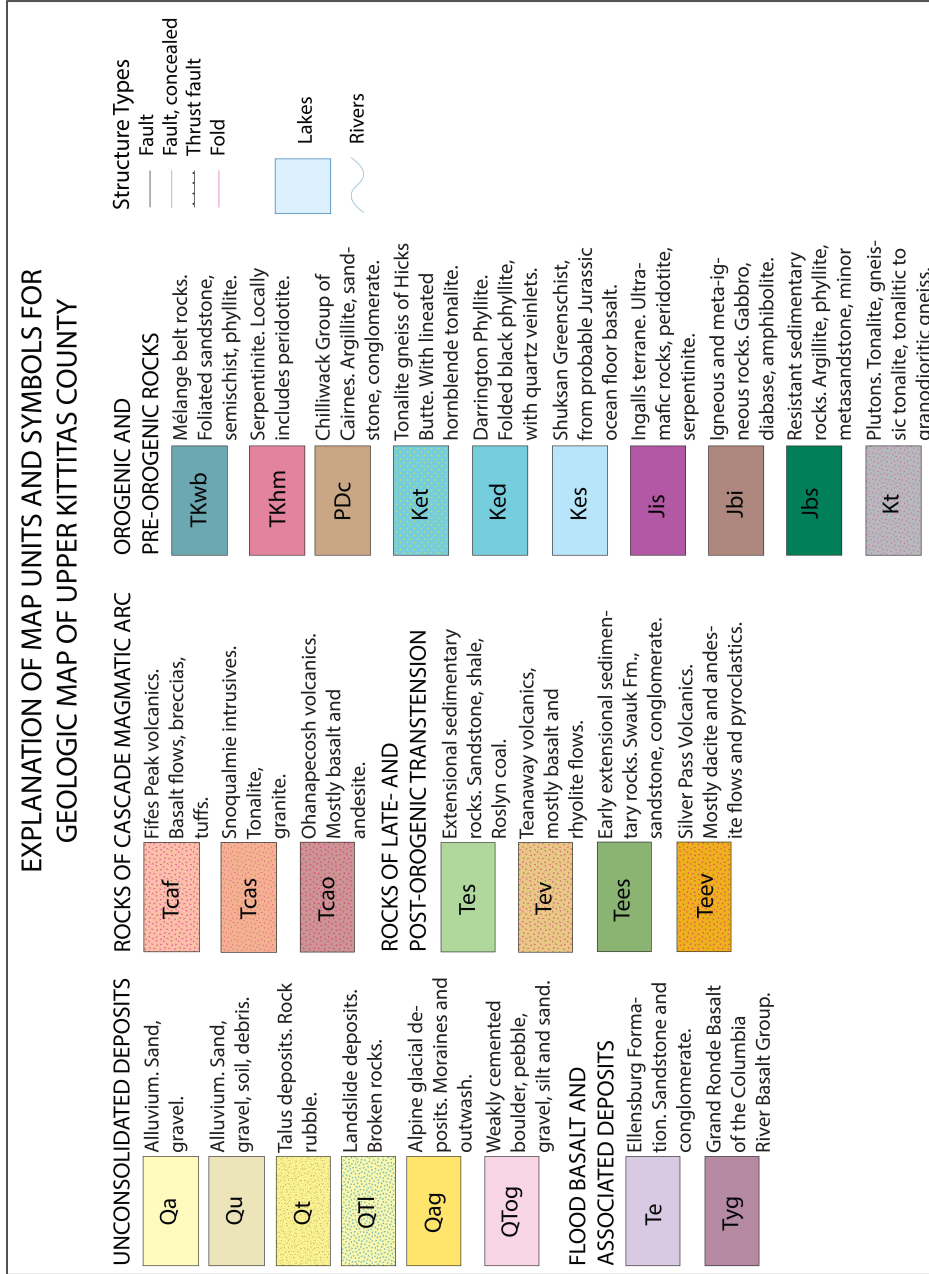 EXPLANATION OF MAP UNITS AND SYMBOLS FOR
GEOLOGIC MAP OF UPPER KITTITAS COUNTY
UNCONSOLIDATED DEPOSITS
Qa
Alluvium. Sand,
gravel.
Qu
Alluvium. Sand,
gravel, soil, debris.
Qt
Talus deposits. Rock
rubble.
QTl
Landslide deposits.
Broken rocks.
Qag
Alpine glacial de-
posits. Moraines and
outwash.
QTog
Weakly cemented
boulder, pebble,
gravel, silt and sand.
FLOOD BASALT AND
ASSOCIATED DEPOSITS
Te
Ellensburg Forma-
tion. Sandstone and
conglomerate.
Tyg
Grand Ronde Basalt
of the Columbia
River Basalt Group.
ROCKS OF CASCADE MAGMATIC ARC
Tcaf
Fifes Peak volcanics.
Basalt flows, breccias,
tuffs.
Tcas
Snoqualmie intrusives.
Tonalite,
granite.
Tcao
Ohanapecosh volcanics.
Mostly basalt and
andesite.
ROCKS OF LATE- AND
POST-OROGENIC TRANSTENSION
Tes
Extensional sedimentary
rocks. Sandstone, shale,
Roslyn coal.
Tev
Teanaway volcanics,
mostly basalt and
rhyolite flows.
Tees
Early extensional sedimen-
tary rocks. Swauk Fm.,
sandstone, conglomerate.
Teev
Silver Pass Volcanics.
Mostly dacite and andes-
ite flows and pyroclastics.
OROGENIC AND
PRE-OROGENIC ROCKS
TKwb
Mélange belt rocks.
Foliated sandstone,
semischist, phyllite.
TKhm
Serpentinite. Locally
includes peridotite.
PDc
Chilliwack Group of
Cairnes. Argillite, sand-
stone, conglomerate.
Ket
Tonalite gneiss of Hicks
Butte. With lineated
hornblende tonalite.
Ked
Darrington Phyllite.
Folded black phyllite,
with quartz veinlets.
Kes
Shuksan Greenschist,
from probable Jurassic
ocean floor basalt.
Jis
Ingalls terrane. Ultra-
mafic rocks, peridotite,
serpentinite.
Jbi
Igneous and meta-ig-
neous rocks. Gabbro,
diabase, amphibolite.
Jbs
Resistant sedimentary
rocks. Argillite, phyllite,
metasandstone, minor
Kt
Plutons. Tonalite, gneis-
sic tonalite, tonalitic to
granodioritic gneiss.
Structure Types
Fault
Fault, concealed
Thrust fault
Fold
Lakes
Rivers